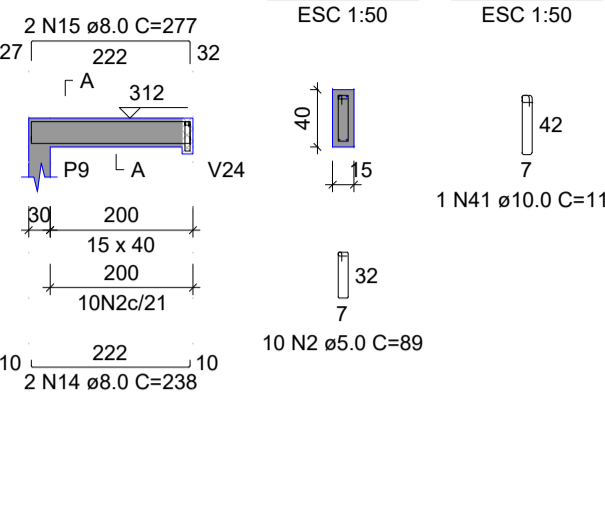 ESC 1:50
ESC 1:50
2 N15 ø8.0 C=277
27
222
32
A
312
40
42
P9
A
V24
15
7
1 N41 ø10.0 C=11
30
200
15 x 40
200
32
10N2c/21
7
10 N2 ø5.0 C=89
10
222
10
2 N14 ø8.0 C=238